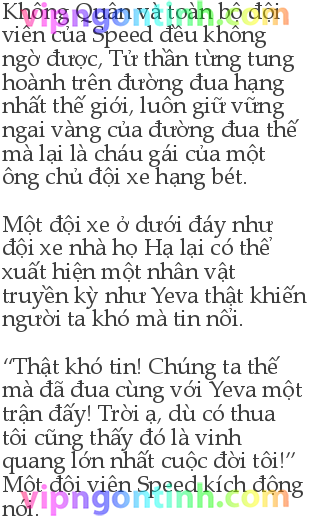 vipngontinh.com
Không Quân và toàn bộ đội
viên của Speed đều không
ngờ được, Tử thần từng tung
hoành trên đường đua hạng
nhất thế giới, luôn giữ vững
ngai vàng của đường đua thế
mà lại là cháu gái của một
ông chủ đội xe hạng bét.
Một đội xe ở dưới đáy như
đội xe nhà họ Hạ lại có thể
xuất hiện một nhân vật
truyền kỳ như Yeva thật khiến
người ta khó mà tin nổi.
“Thật khó tin! Chúng ta thế
mà đã đua cùng với Yeva một
trận đấy! Trời ạ, dù có thua
tôi cũng thấy đó là vinh
quang lớn nhất cuộc đời tôi!”
Một đội viên Speed kích động
nói.
vipngontinh.com